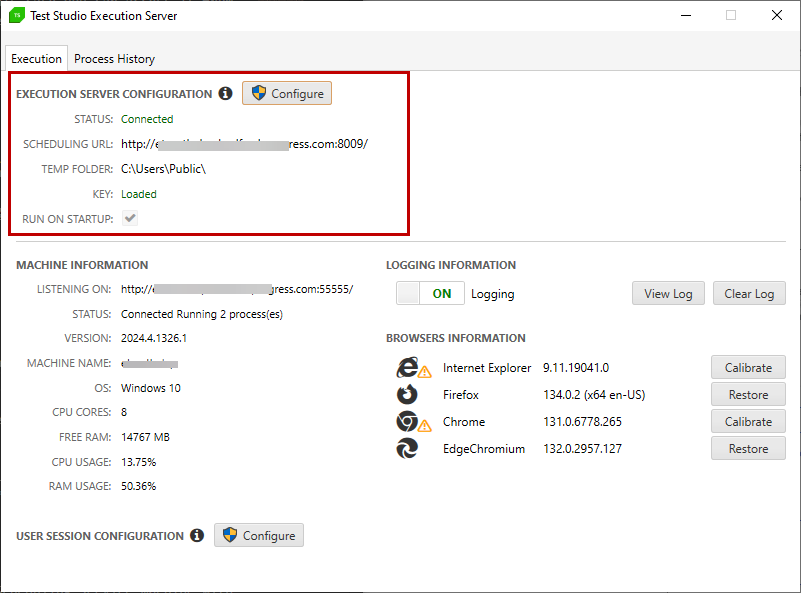 TS Test Studio Execution Server
Execution Process History
EXECUTION SERVER CONFIGURATION i Configure
STATUS: Connected
SCHEDULING URL: http://e ress.com:8009/
TEMP FOLDER: C:\Users\Public\
KEY: Loaded
RUN ON STARTUP:
MACHINE INFORMATION
LISTENING ON: http:// gress.com:55555/
STATUS: Connected Running 2 process(es)
VERSION: 2024.4.1326.1
MACHINE NAME:
OS: Windows 10
CPU CORES: 8
FREE RAM: 14767 MB
CPU USAGE: 13.75%
RAM USAGE: 50.36%
LOGGING INFORMATION
ON Logging View Log Clear Log
BROWSERS INFORMATION
Internet Explorer 9.11.19041.0 Calibrate
Firefox 134.0.2 (x64 en-US) Restore
Chrome 131.0.6778.265 Calibrate
EdgeChromium 132.0.2957.127 Restore
USER SESSION CONFIGURATION i Configure